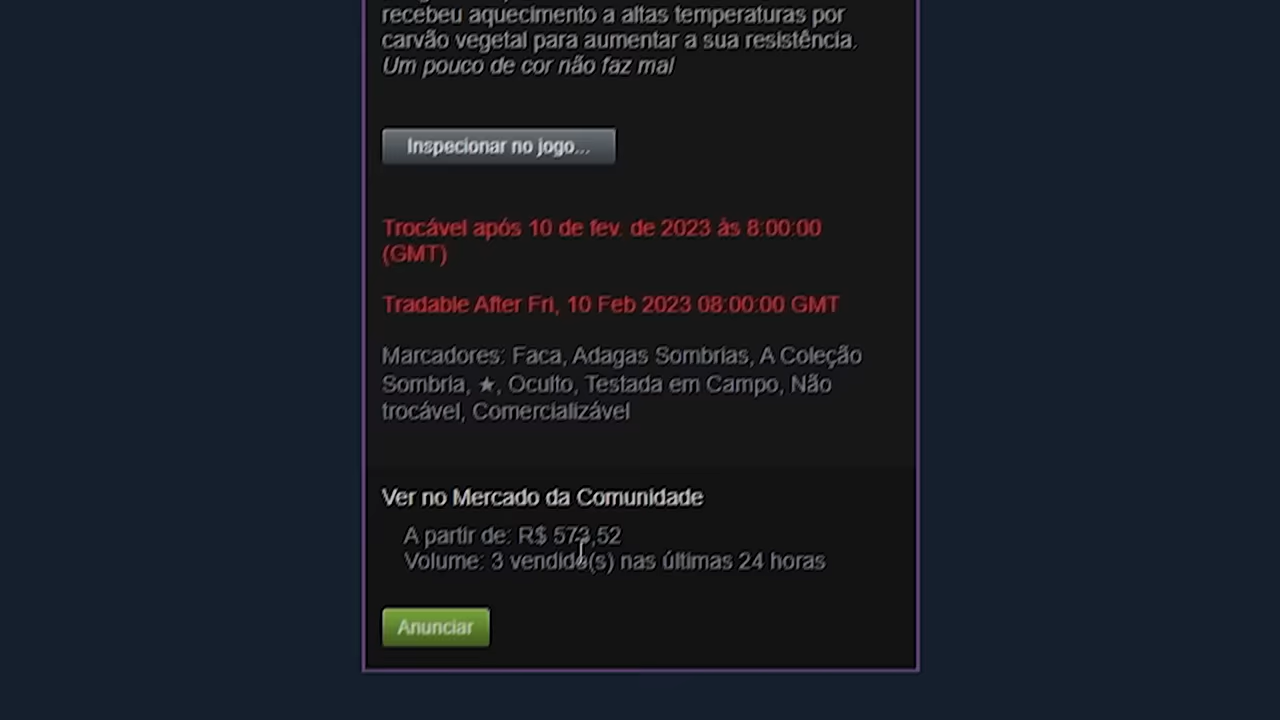 recebeu aquecimento a altas temperaturas por
carvão vegetal para aumentar a sua resistência.
Um pouco de cor não faz mal
Inspecionar no jogo...
Trocável após 10 de fev. de 2023 às 8:00:00
(GMT)
Tradable After Fri, 10 Feb 2023 08:00:00 GMT
Marcadores: Faca, Adagas Sombrias, A Coleção
Sombria, ★, Oculto, Testada em Campo, Não
trocável, Comercializável
Ver no Mercado da Comunidade
A partir de: R$ 573,52
Volume: 3 vendido(s) nas últimas 24 horas
Anunciar